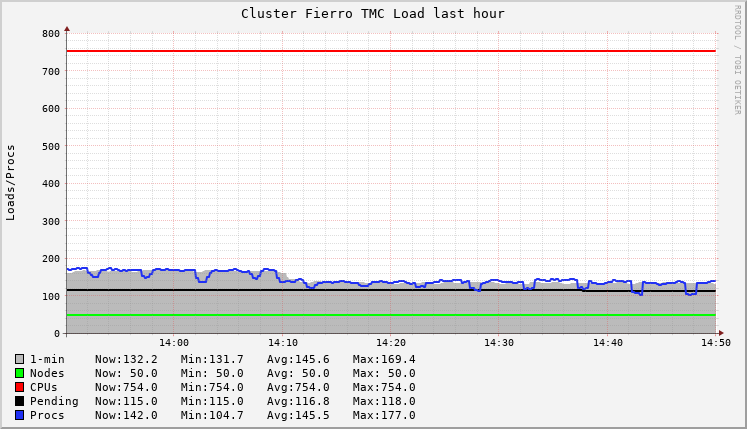 Cluster Fierro TMC Load last hour
RRDTOOL / TOBI OETIKER
Loads/Procs
800
700
600
500
400
300
200
100
0
14:00 14:10 14:20 14:30 14:40 14:50
1-min Now:132.2 Min:131.7 Avg:145.6 Max:169.4
Nodes Now: 50.0 Min: 50.0 Avg: 50.0 Max: 50.0
CPUs Now:754.0 Min:754.0 Avg:754.0 Max:754.0
Pending Now:115.0 Min:115.0 Avg:116.8 Max:118.0
Procs Now:142.0 Min:104.7 Avg:145.5 Max:177.0